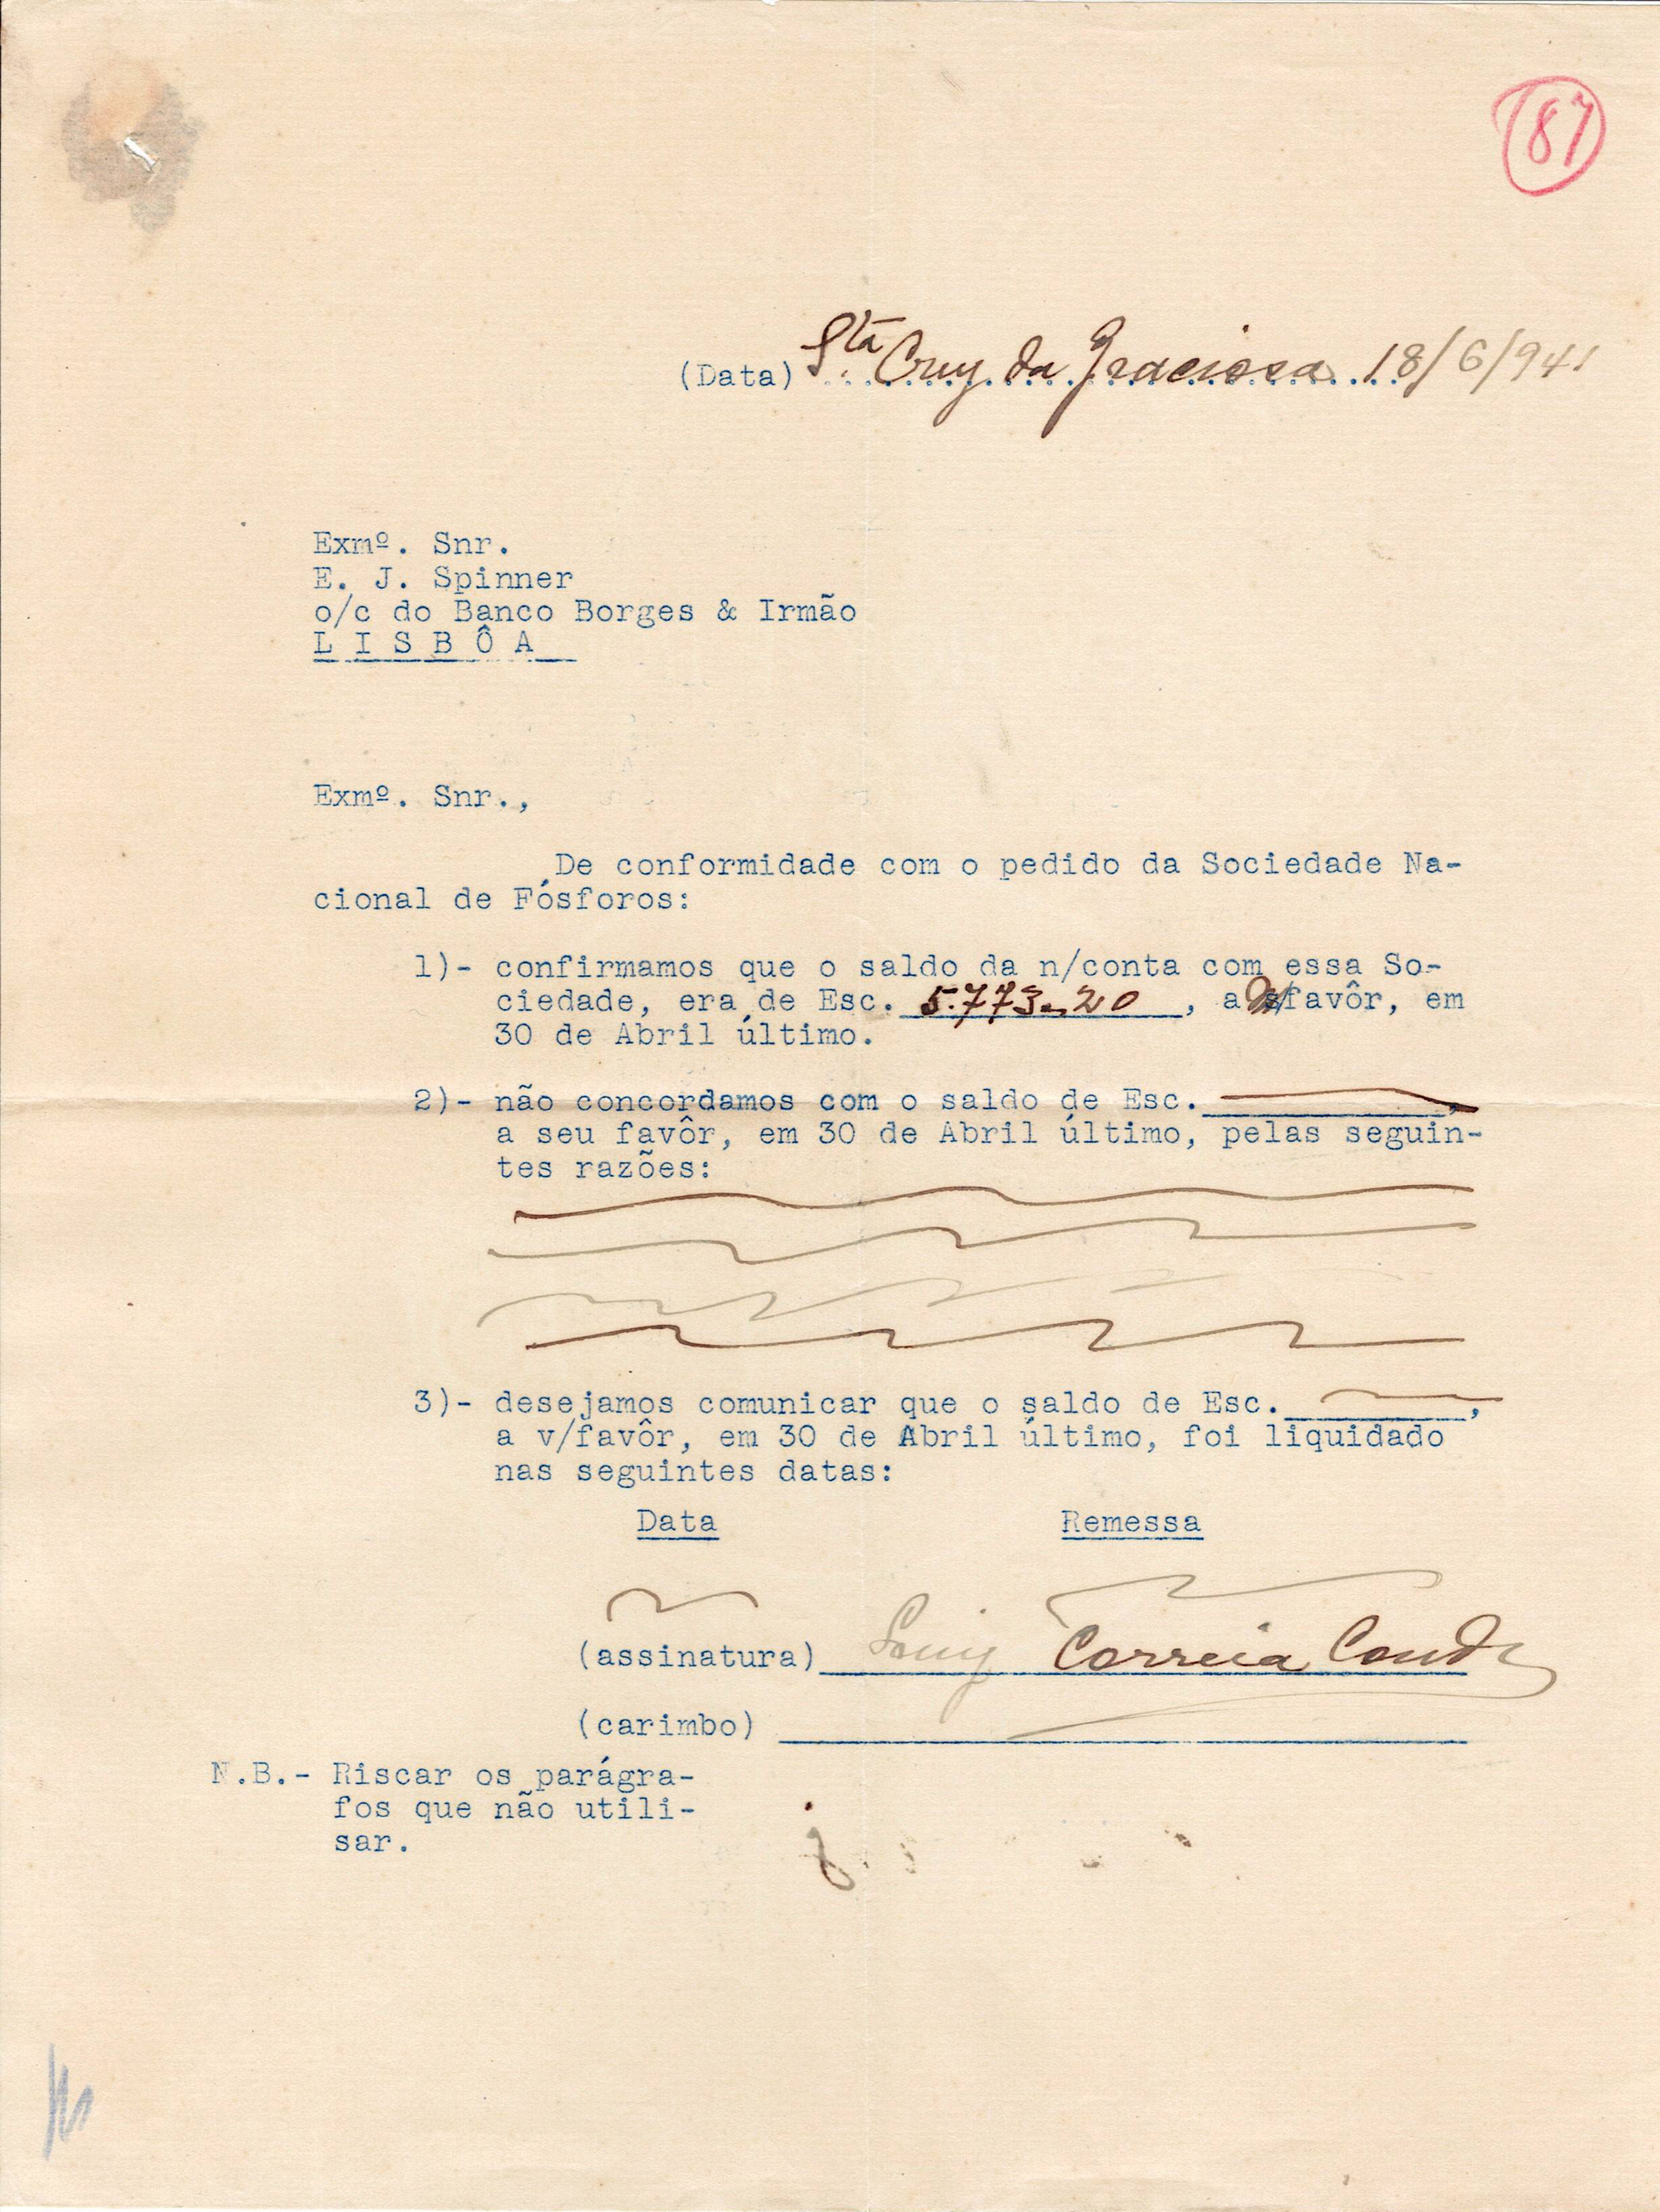 87
(Data) Stª Cruz da Graciosa 18/6/941
Exmº. Snr.
E. J. Spinner
o/c do Banco Borges & Irmão
L I S B Ô A
Exmº. Snr.,
De conformidade com o pedido da Sociedade Na-
cional de Fósforos:
1)- confirmamos que o saldo da n/conta com essa So-
ciedade, era de Esc. 5.773,20, a favôr, em
30 de Abril último.
2)- não concordamos com o saldo de Esc.
a seu favôr, em 30 de Abril último, pelas seguin-
tes razões:
3)- desejamos comunicar que o saldo de Esc. ,
a v/favôr, em 30 de Abril último, foi liquidado
nas seguintes datas:
Data Remessa
(assinatura) Luiz Correia Conde
(carimbo)
N.B.- Riscar os parágra-
fos que não utili-
sar.